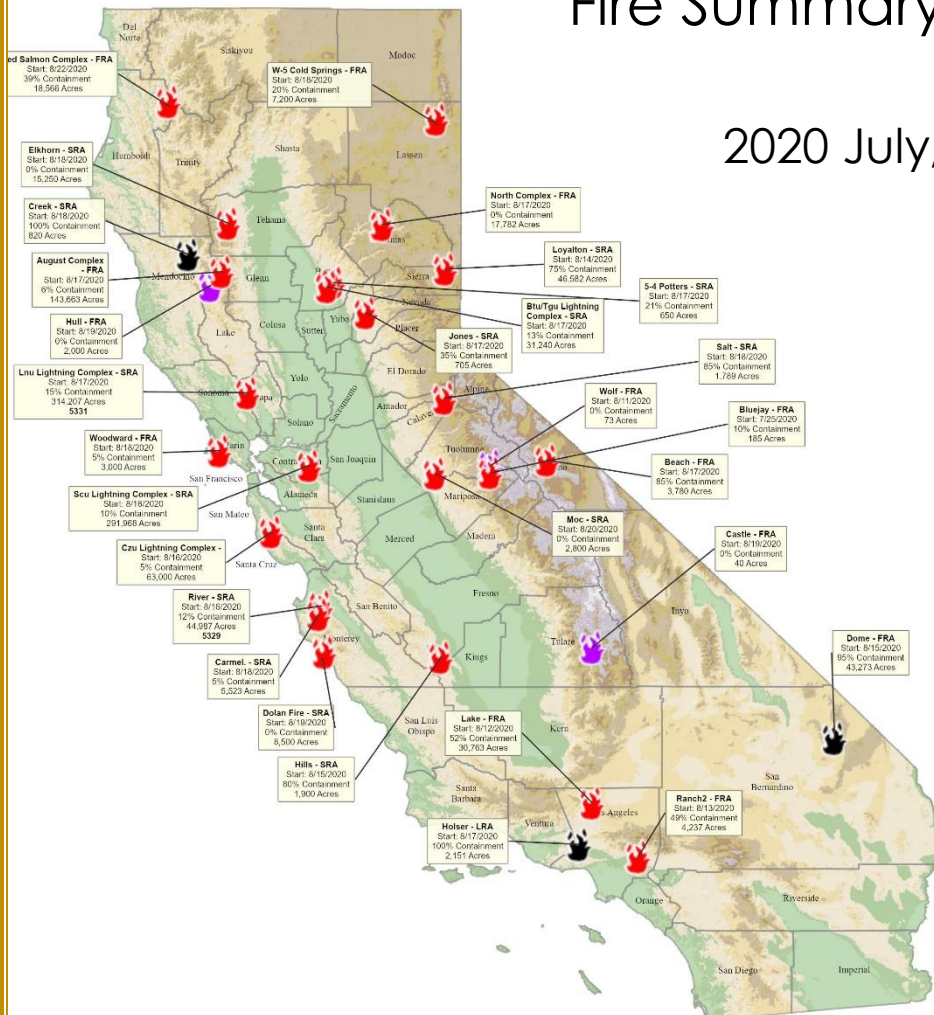 Fire Summary
2020 July,
Del
Norte
Siskiyou
Modoc
ed Salmon Complex - FRA
Start: 8/22/2020
39% Containment
18,568 Acres
W-5 Cold Springs - FRA
Start: 8/18/2020
20% Containment
7,200 Acres
Shasta
Lassen
Humboldt
Trinity
Elkhorn - SRA
Start: 8/18/2020
0% Containment
15,250 Acres
Tehama
North Complex - FRA
Start: 8/17/2020
0% Containment
17,782 Acres
Creek - SRA
Start: 8/18/2020
100% Containment
820 Acres
Loyalton - SRA
Start: 8/14/2020
75% Containment
46,582 Acres
August Complex
- FRA
Start: 8/17/2020
6% Containment
143,663 Acres
Mendocino
Glenn
Sierra
5-4 Potters - SRA
Start: 8/17/2020
21% Containment
650 Acres
Nevada
Btu/Tgu Lightning
Complex - SRA
Start: 8/17/2020
13% Containment
31,240 Acres
Hull - FRA
Start: 8/19/2020
0% Containment
2,000 Acres
Lake
Colusa
Sutter
Yuba
Placer
Jones - SRA
Start: 8/17/2020
35% Containment
705 Acres
Salt - SRA
Start: 8/18/2020
85% Containment
1,789 Acres
Lnu Lightning Complex - SRA
Start: 8/17/2020
15% Containment
314,207 Acres
5331
Sonoma
apa
Yolo
El Dorado
Alpine
Sacramento
Amador
Calave
Solano
Wolf - FRA
Start: 8/11/2020
0% Containment
73 Acres
Bluejay - FRA
Start: 7/25/2020
10% Containment
185 Acres
Woodward - FRA
Start: 8/18/2020
5% Containment
3,000 Acres
arin
San Francisco
Contra
San Joaquin
Tuolumne
Beach - FRA
Start: 8/17/2020
85% Containment
3,780 Acres
Scu Lightning Complex - SRA
Start: 8/16/2020
10% Containment
291,968 Acres
Alameda
Stanislaus
Mariposa
San Mateo
Santa
Clara
Merced
Madera
Moc - SRA
Start: 8/20/2020
0% Containment
2,800 Acres
Castle - FRA
Start: 8/19/2020
0% Containment
40 Acres
Czu Lightning Complex -
Start: 8/16/2020
5% Containment
63,000 Acres
Santa Cruz
River - SRA
Start: 8/16/2020
12% Containment
44,987 Acres
5329
San Benito
Fresno
Inyo
onterey
Kings
Tulare
Dome - FRA
Start: 8/15/2020
95% Containment
43,273 Acres
Carmel. - SRA
Start: 8/18/2020
5% Containment
5,523 Acres
Dolan Fire - SRA
Start: 8/19/2020
0% Containment
8,500 Acres
San Luis
Obispo
Lake - FRA
Start: 8/12/2020
52% Containment
30,763 Acres
Kern
Hills - SRA
Start: 8/15/2020
80% Containment
1,900 Acres
San
Bernardino
Santa
Barbara
Ventura
s Angeles
Ranch2 - FRA
Start: 8/13/2020
49% Containment
4,237 Acres
Holser - LRA
Start: 8/17/2020
100% Containment
2,151 Acres
Orange
Riverside
San Diego
Imperial